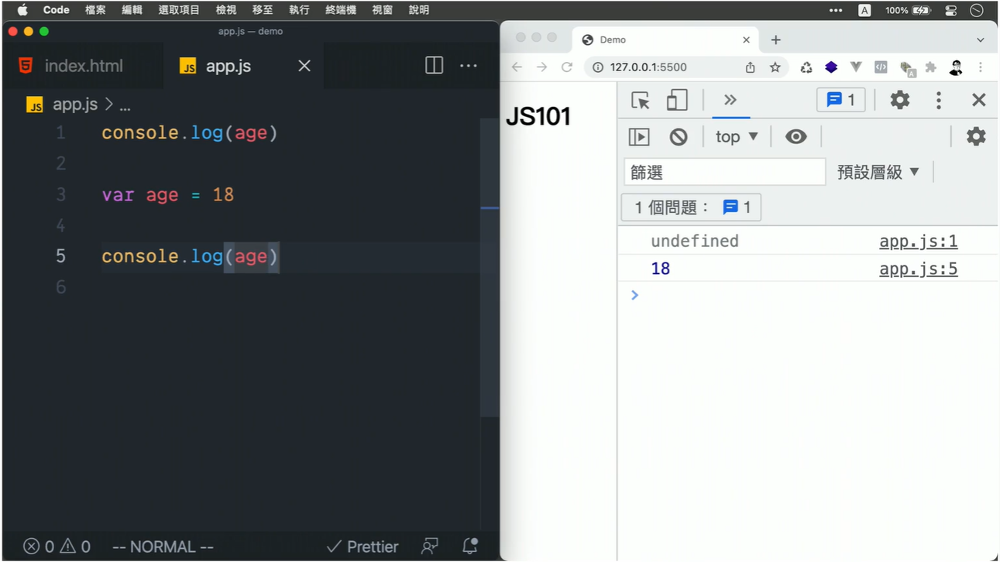 Code 檔案 編輯 選取項目 檢視 移至 執行 終端機 視窗 說明 ••• A 100%
app.js — demo
index.html JS app.js
JS app.js > ...
1 console.log(age)
2
3 var age = 18
4
5 console.log(age)
6
0 0 -- NORMAL -- Prettier
Demo
127.0.0.1:5500
JS101
1
top
篩選 預設層級
1 個問題： 1
undefined app.js:1
18 app.js:5
>